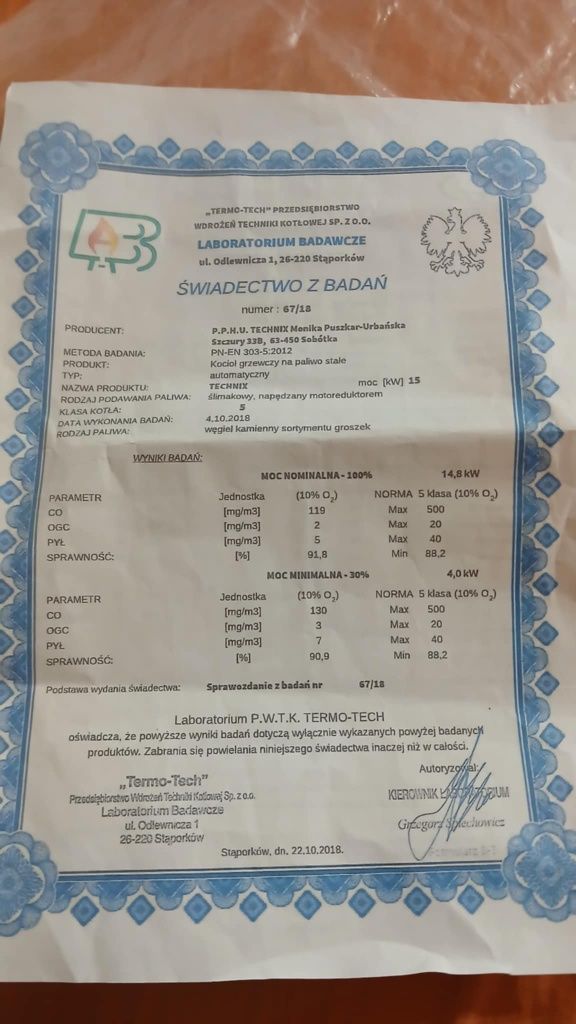 „TERMO-TECH" PRZEDSIĘBIORSTWO
WDROŻEŃ TECHNIKI KOTŁOWEJ SP. Z O.O.
LABORATORIUM BADAWCZE
ul. Odlewnicza 1, 26-220 Stąporków
ŚWIADECTWO Z BADAŃ
numer : 67/18
PRODUCENT: P.P.H.U. TECHNIX Monika Puszkar-Urbańska
Szczury 33B, 63-450 Sobótka
METODA BADANIA: PN-EN 303-5:2012
PRODUKT: Kocioł grzewczy na paliwo stałe
TYP: automatyczny
NAZWA PRODUKTU: TECHNIX moc [kW] 15
RODZAJ PODAWANIA PALIWA: ślimakowy, napędzany motoreduktorem
KLASA KOTŁA: 5
DATA WYKONANIA BADAŃ: 4.10.2018
RODZAJ PALIWA: węgiel kamienny sortymentu groszek
WYNIKI BADAŃ:
MOC NOMINALNA - 100% 14,8 kW
PARAMETR Jednostka (10% O2) NORMA 5 klasa (10% O2)
CO [mg/m3] 119 Max 500
OGC [mg/m3] 2 Max 20
PYŁ [mg/m3] 5 Max 40
SPRAWNOŚĆ: [%] 91,8 Min 88,2
MOC MINIMALNA - 30% 4,0 kW
PARAMETR Jednostka (10% O2) NORMA 5 klasa (10% O2)
CO [mg/m3] 130 Max 500
OGC [mg/m3] 3 Max 20
PYŁ [mg/m3] 7 Max 40
SPRAWNOŚĆ: [%] 90,9 Min 88,2
Podstawa wydania świadectwa: Sprawozdanie z badań nr 67/18
Laboratorium P.W.T.K. TERMO-TECH
oświadcza, że powyższe wyniki badań dotyczą wyłącznie wykazanych powyżej badanych
produktów. Zabrania się powielania niniejszego świadectwa inaczej niż w całości.
Autoryzował:
„Termo-Tech"
Przedsiębiorstwo Wdrożeń Techniki Kotłowej Sp. z o.o.
Laboratorium Badawcze
ul. Odlewnicza 1
26-220 Stąporków
KIEROWNIK LABORATORIUM
Grzegorz Śpiechowicz
Stąporków, dn. 22.10.2018.